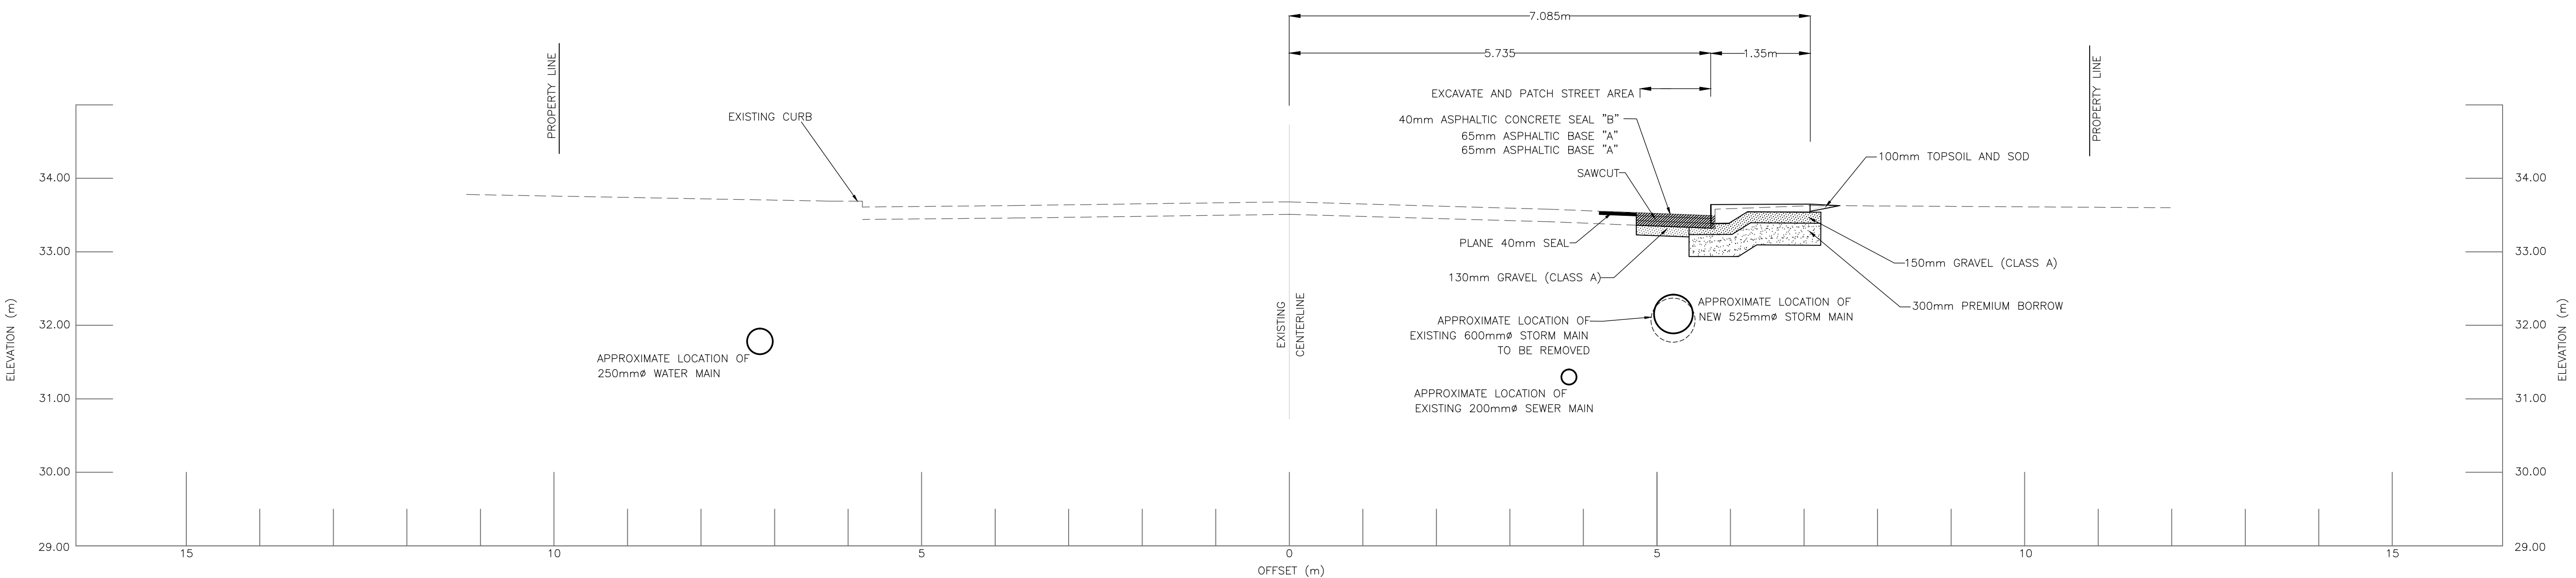 7.085m
5.735
1.35m
PROPERTY LINE
PROPERTY LINE
EXCAVATE AND PATCH STREET AREA
EXISTING CURB
40mm ASPHALTIC CONCRETE SEAL "B"
65mm ASPHALTIC BASE "A"
65mm ASPHALTIC BASE "A"
SAWCUT
100mm TOPSOIL AND SOD
PLANE 40mm SEAL
130mm GRAVEL (CLASS A)
150mm GRAVEL (CLASS A)
300mm PREMIUM BORROW
APPROXIMATE LOCATION OF
NEW 525mmø STORM MAIN
APPROXIMATE LOCATION OF
EXISTING 600mmø STORM MAIN
TO BE REMOVED
APPROXIMATE LOCATION OF
250mmø WATER MAIN
APPROXIMATE LOCATION OF
EXISTING 200mmø SEWER MAIN
EXISTING
CENTERLINE
ELEVATION (m)
34.00
33.00
32.00
31.00
30.00
29.00
34.00
33.00
32.00
31.00
30.00
29.00
ELEVATION (m)
15
10
5
0
5
10
15
OFFSET (m)